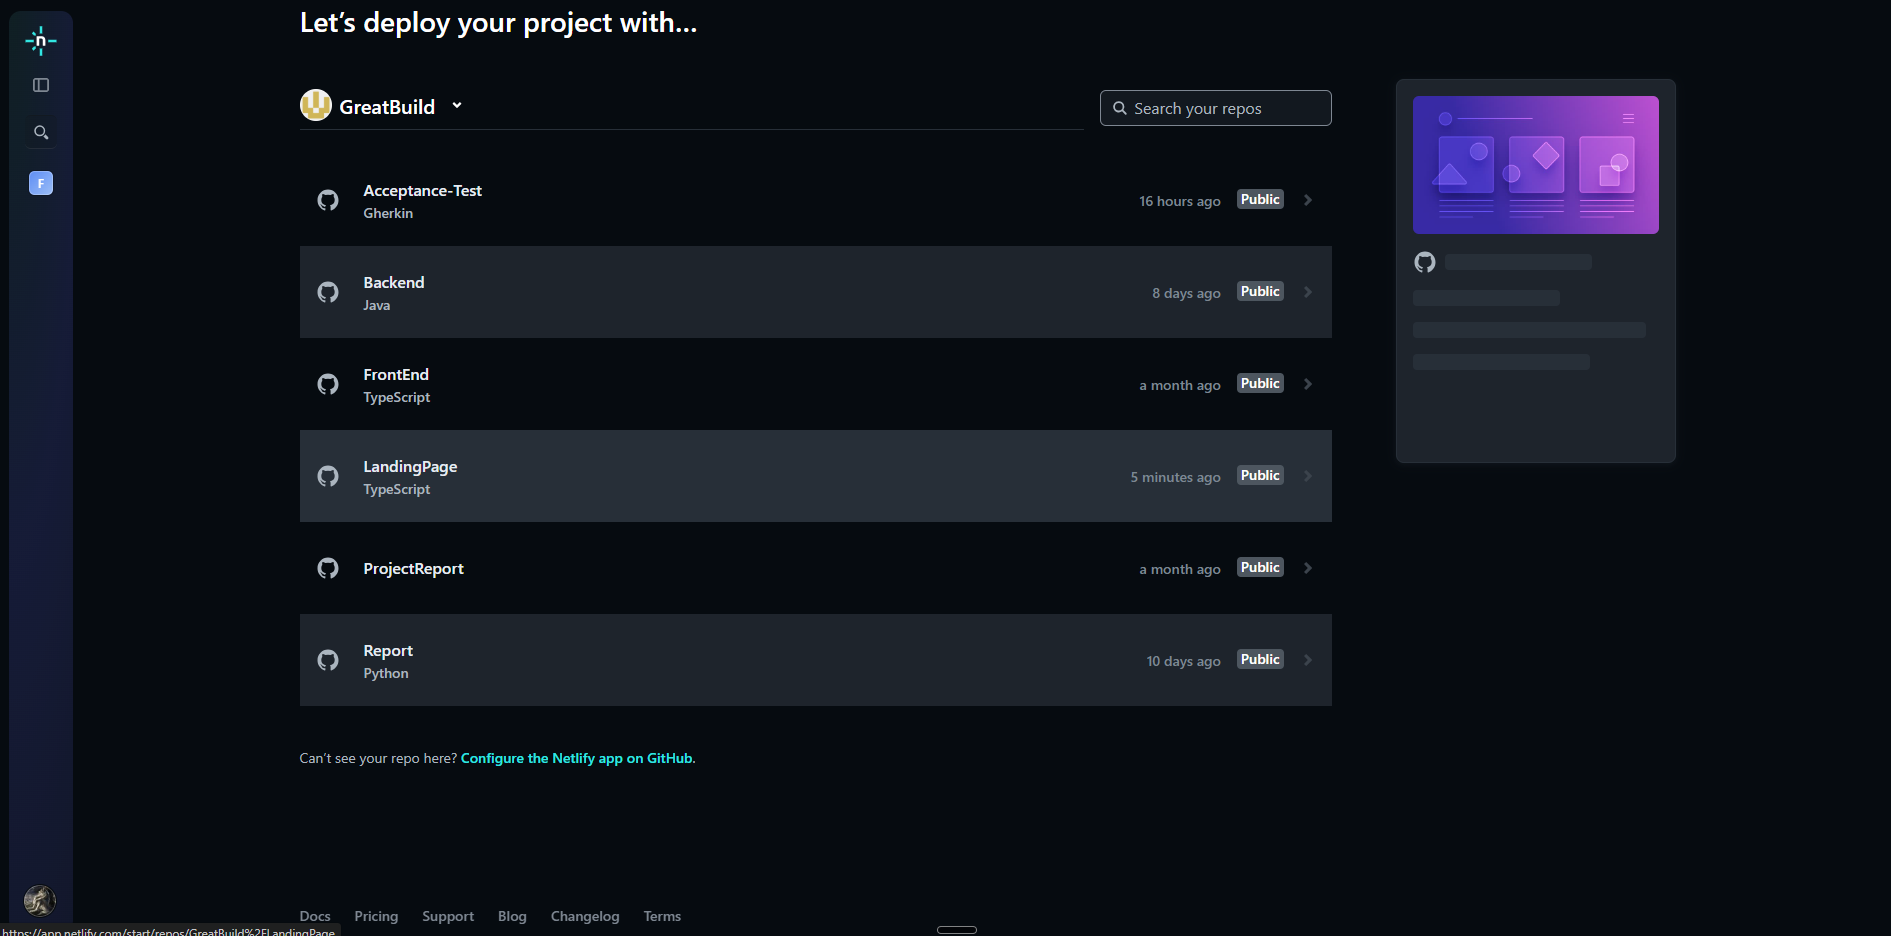 Let’s deploy your project with...
n
GreatBuild
Search your repos
F
Acceptance-Test
Gherkin
16 hours ago Public
Backend
Java
8 days ago Public
FrontEnd
TypeScript
a month ago Public
LandingPage
TypeScript
5 minutes ago Public
ProjectReport
a month ago Public
Report
Python
10 days ago Public
Can’t see your repo here? Configure the Netlify app on GitHub.
Docs Pricing Support Blog Changelog Terms
https://app.netlify.com/start/repos/GreatBuild%2FLandingPage